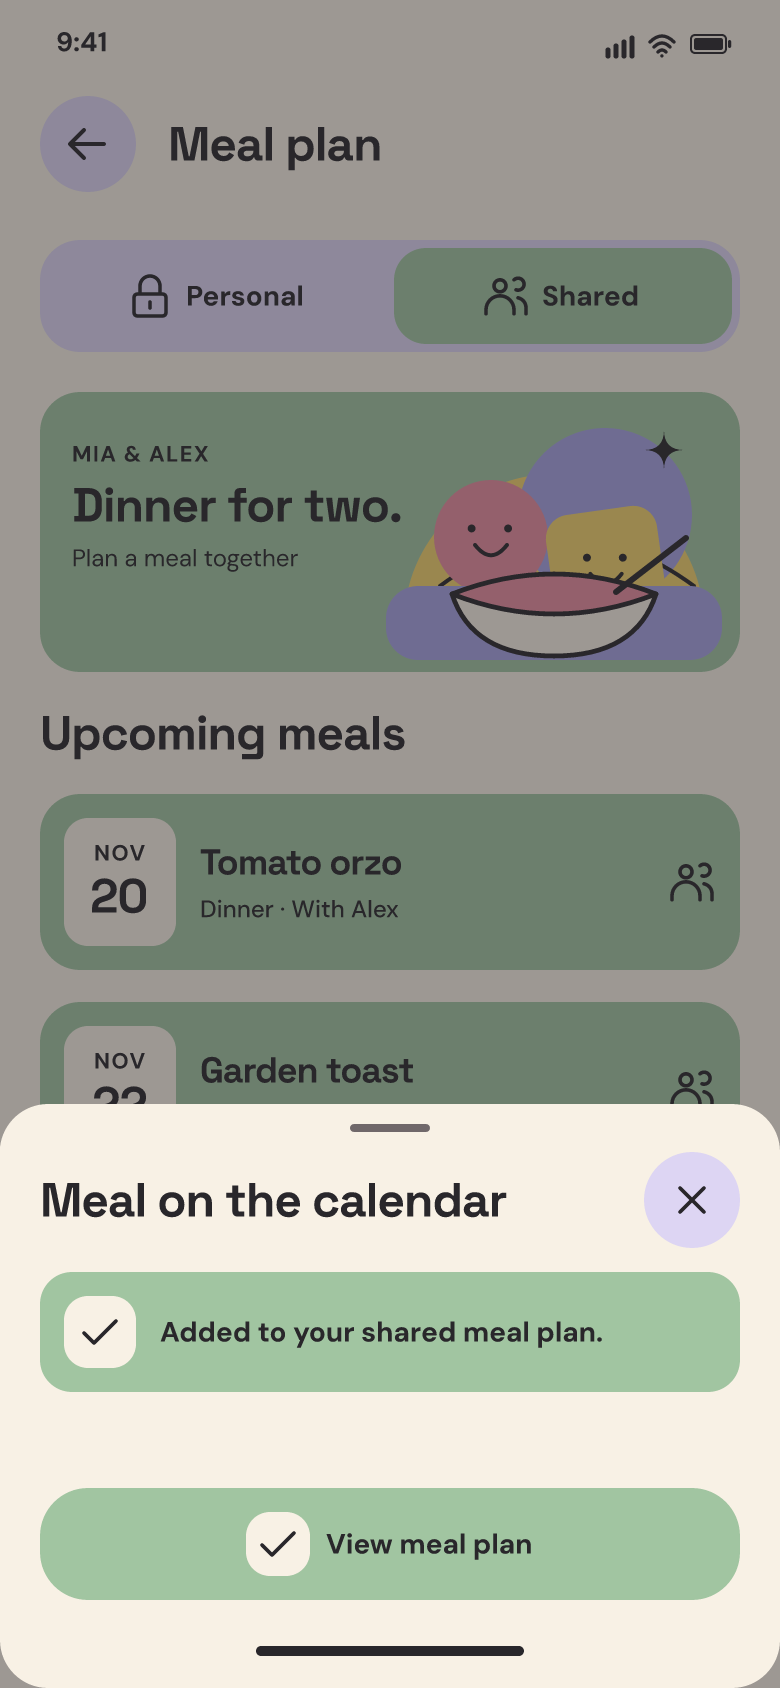 9:41
Meal plan
Personal
Shared
MIA & ALEX
Dinner for two.
Plan a meal together
Upcoming meals
NOV
20
Tomato orzo
Dinner · With Alex
NOV
22
Garden toast
Meal on the calendar
Added to your shared meal plan.
View meal plan